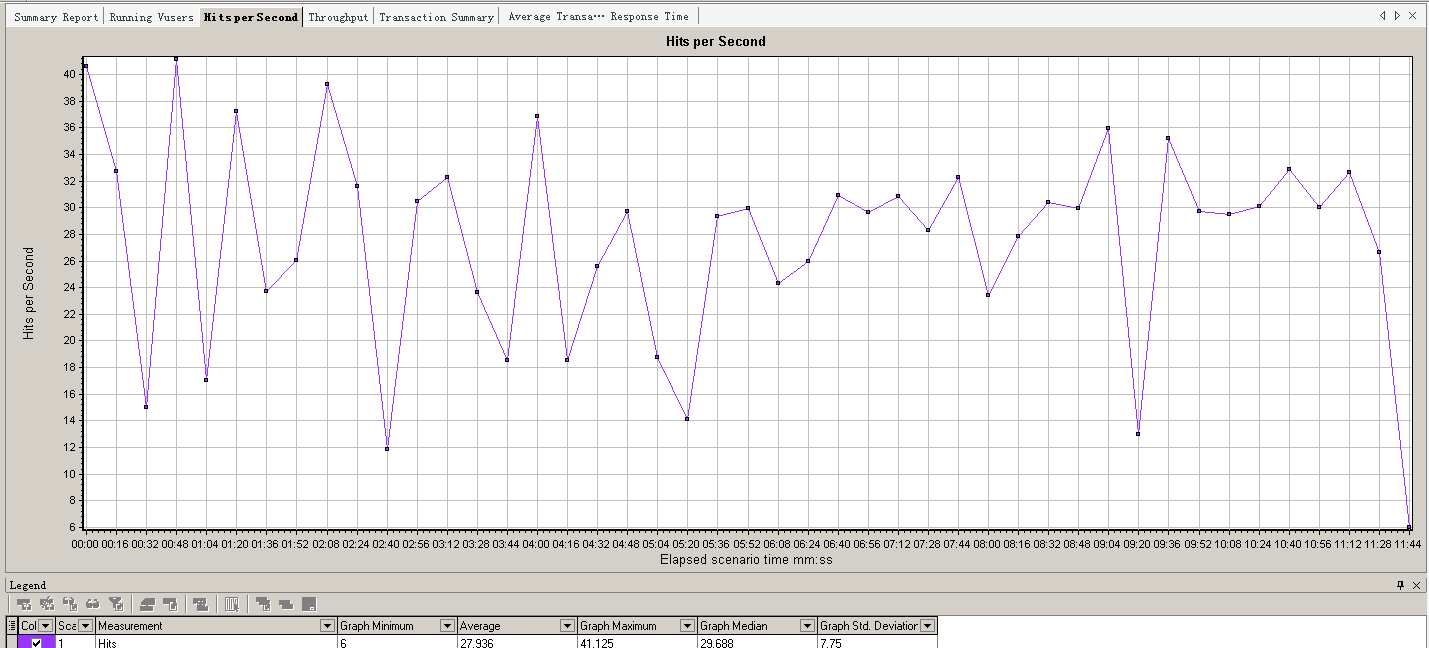 Summary Report Running Vusers Hits per Second Throughput Transaction Summary Average Transa··· Response Time
Hits per Second
Hits per Second
40
38
36
34
32
30
28
26
24
22
20
18
16
14
12
10
8
6
00:00 00:16 00:32 00:48 01:04 01:20 01:36 01:52 02:08 02:24 02:40 02:56 03:12 03:28 03:44 04:00 04:16 04:32 04:48 05:04 05:20 05:36 05:52 06:08 06:24 06:40 06:56 07:12 07:28 07:44 08:00 08:16 08:32 08:48 09:04 09:20 09:36 09:52 10:08 10:24 10:40 10:56 11:12 11:28 11:44
Elapsed scenario time mm:ss
Legend
Col Sca Measurement Graph Minimum Average Graph Maximum Graph Median Graph Std. Deviation
1 Hits 6 27.936 41.125 29.688 7.75